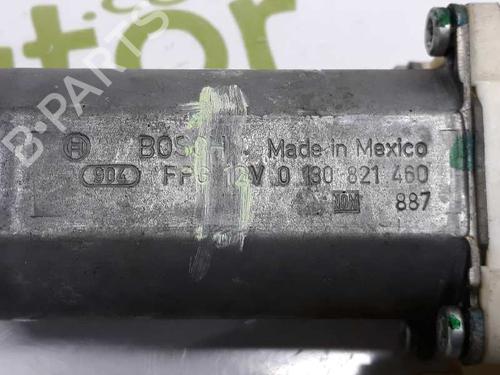 BOSCH Made in Mexico
904 FPG 12V 0 130 821 460
887
B-PARTS